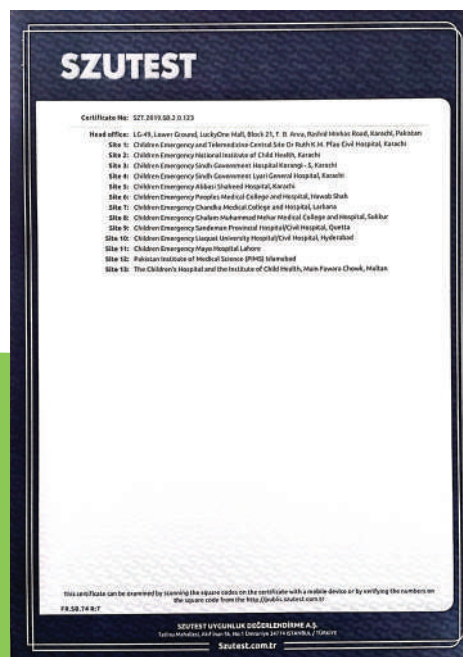 SZUTEST
Certificate No: SZT.2019.SB.2.0.123
Head office: LG-49, Lower Ground, LuckyOne Mall, Block 21, F. B. Area, Rashid Minhas Road, Karachi, Pakistan
Site 1: Children Emergency and Telemedicine Central Site Dr Ruth K.M. Pfau Civil Hospital, Karachi
Site 2: Children Emergency National Institute of Child Health, Karachi
Site 3: Children Emergency Sindh Government Hospital Korangi - 5, Karachi
Site 4: Children Emergency Sindh Government Lyari General Hospital, Karachi
Site 5: Children Emergency Abbasi Shaheed Hospital, Karachi
Site 6: Children Emergency Peoples Medical College and Hospital, Nawab Shah
Site 7: Children Emergency Chandka Medical College and Hospital, Larkana
Site 8: Children Emergency Ghulam Muhammad Mahar Medical College and Hospital, Sukkur
Site 9: Children Emergency Sandeman Provincial Hospital/Civil Hospital, Quetta
Site 10: Children Emergency Liaquat University Hospital/Civil Hospital, Hyderabad
Site 11: Children Emergency Mayo Hospital Lahore
Site 12: Pakistan Institute of Medical Science (PIMS) Islamabad
Site 13: The Children's Hospital and the Institute of Child Health, Main Fawara Chowk, Multan
This certificate can be examined by scanning the square codes on the certificate with a mobile device or by verifying the numbers on
the square code from the http://public.szutest.com.tr
FR.SB.74 R:7
SZUTEST UYGUNLUK DEĞERLENDİRME A.Ş.
Szutest.com.tr